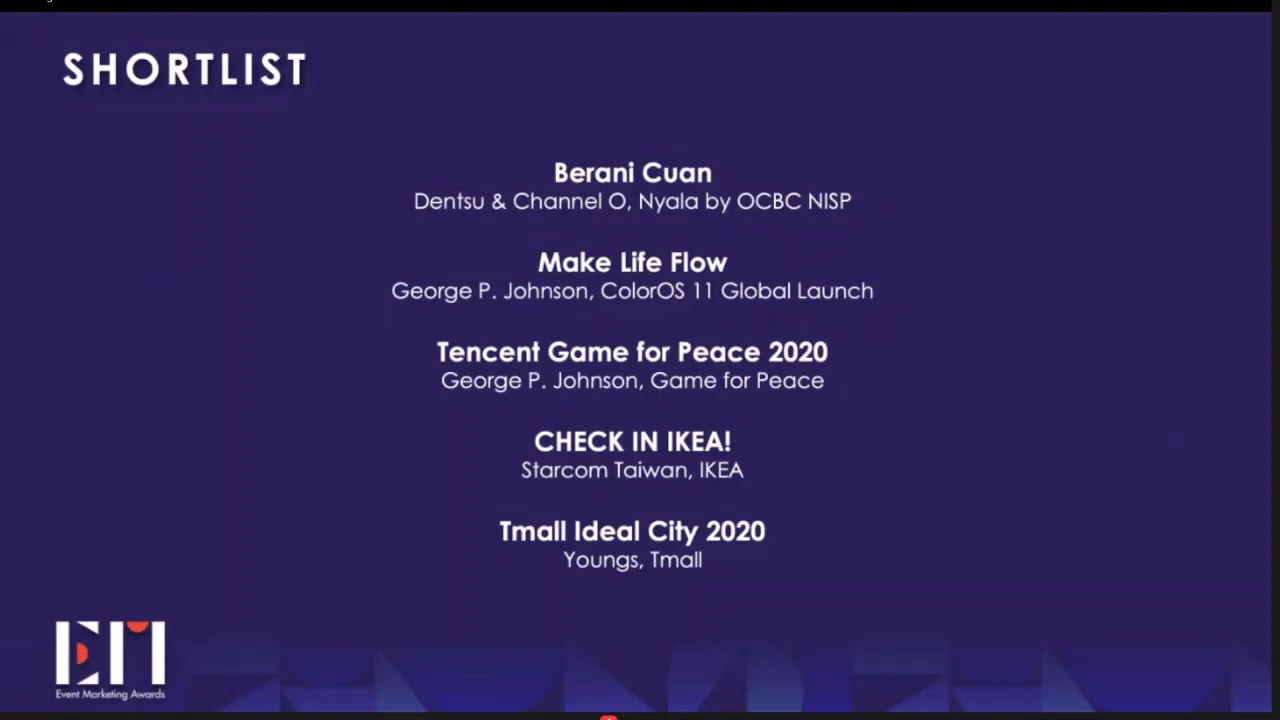 SHORTLIST
Berani Cuan
Dentsu & Channel O, Nyala by OCBC NISP
Make Life Flow
George P. Johnson, ColorOS 11 Global Launch
Tencent Game for Peace 2020
George P. Johnson, Game for Peace
CHECK IN IKEA!
Starcom Taiwan, IKEA
Tmall Ideal City 2020
Youngs, Tmall
EM
Event Marketing Awards